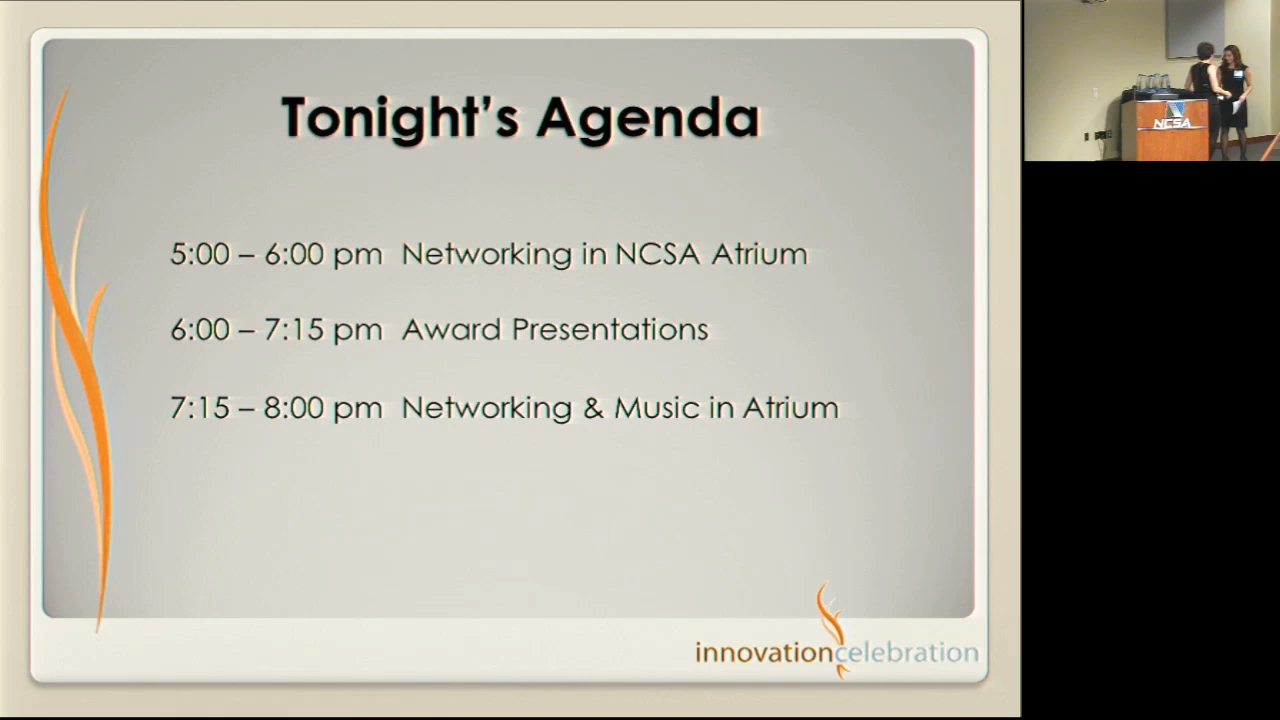 Tonight's Agenda
5:00 – 6:00 pm Networking in NCSA Atrium
6:00 – 7:15 pm Award Presentations
7:15 – 8:00 pm Networking & Music in Atrium
innovationcelebration
NCSA